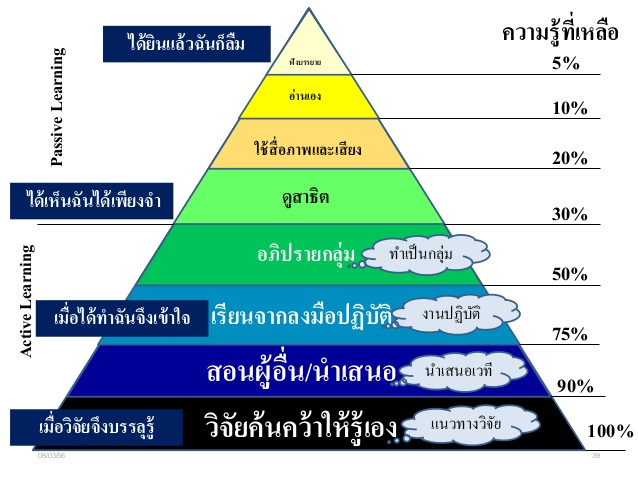 ความรู้ที่เหลือ
ได้ยินแล้วฉันก็ลืม
ฟังบรรยาย
5%
Passive Learning
อ่านเอง
10%
ใช้สื่อภาพและเสียง
20%
ได้เห็นฉันได้เพียงจำ
ดูสาธิต
30%
Active Learning
อภิปรายกลุ่ม
ทำเป็นกลุ่ม
50%
เมื่อได้ทำฉันจึงเข้าใจ
เรียนจากลงมือปฏิบัติ
งานปฏิบัติ
75%
สอนผู้อื่น/นำเสนอ
นำเสนอเวที
90%
เมื่อวิจัยจึงบรรลุรู้
วิจัยค้นคว้าให้รู้เอง
แนวทางวิจัย
100%
08/03/56
39